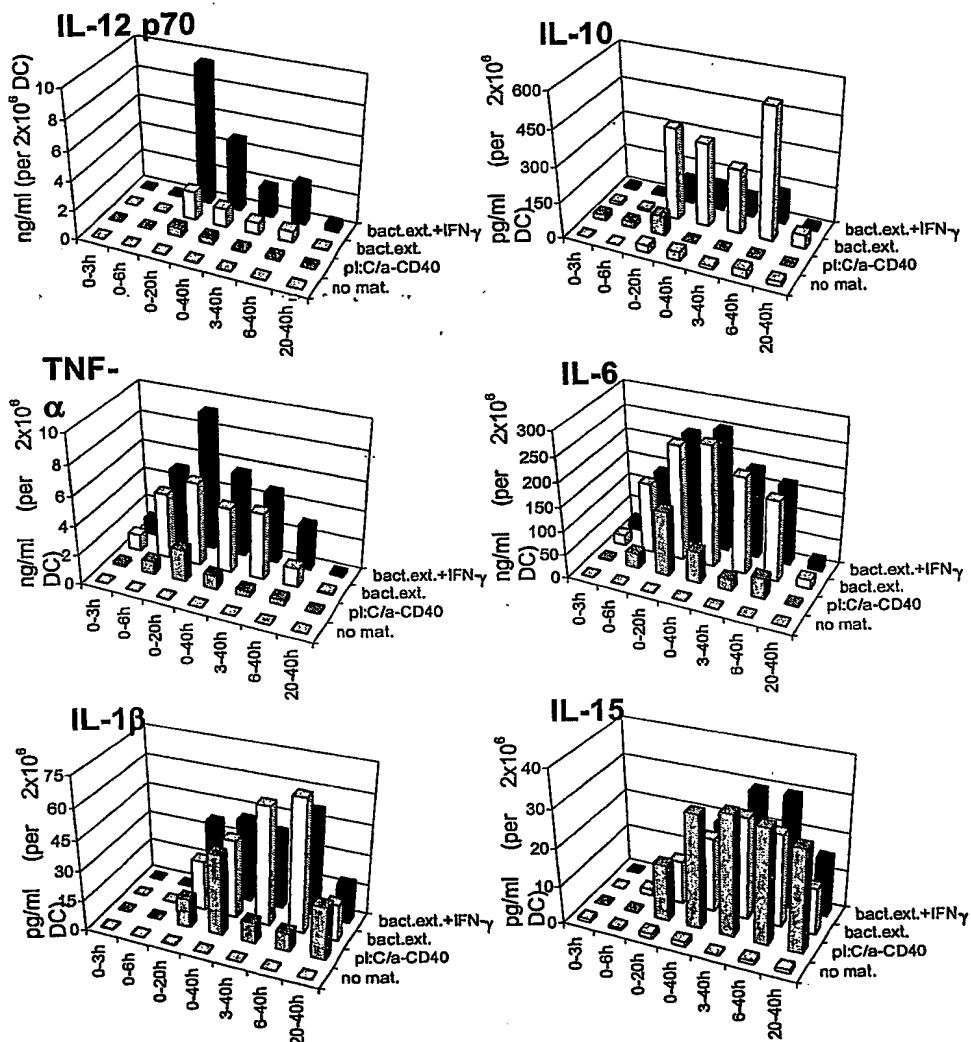 IL-12 p70
ng/ml (per 2x10⁶ DC)
10
8
6
4
2
0
0-3h
0-6h
0-20h
0-40h
3-40h
6-40h
20-40h
bact.ext.+IFN-γ
bact.ext.
pI:C/a-CD40
no mat.
IL-10
pg/ml (per 2x10⁶
DC)
600
450
300
150
0
0-3h
0-6h
0-20h
0-40h
3-40h
6-40h
20-40h
bact.ext.+IFN-γ
bact.ext.
pI:C/a-CD40
no mat.
TNF-
α
ng/ml (per 2x10⁶
DC)
10
8
6
4
2
0
0-3h
0-6h
0-20h
0-40h
3-40h
6-40h
20-40h
bact.ext.+IFN-γ
bact.ext.
pI:C/a-CD40
no mat.
IL-6
ng/ml (per 2x10⁶
DC)
300
250
200
150
100
50
0
0-3h
0-6h
0-20h
0-40h
3-40h
6-40h
20-40h
bact.ext.+IFN-γ
bact.ext.
pI:C/a-CD40
no mat.
IL-1β
pg/ml (per 2x10⁶
DC)
75
60
45
30
15
0
0-3h
0-6h
0-20h
0-40h
3-40h
6-40h
20-40h
bact.ext.+IFN-γ
bact.ext.
pI:C/a-CD40
no mat.
IL-15
pg/ml (per 2x10⁶
DC)
40
30
20
10
0
0-3h
0-6h
0-20h
0-40h
3-40h
6-40h
20-40h
bact.ext.+IFN-γ
bact.ext.
pI:C/a-CD40
no mat.